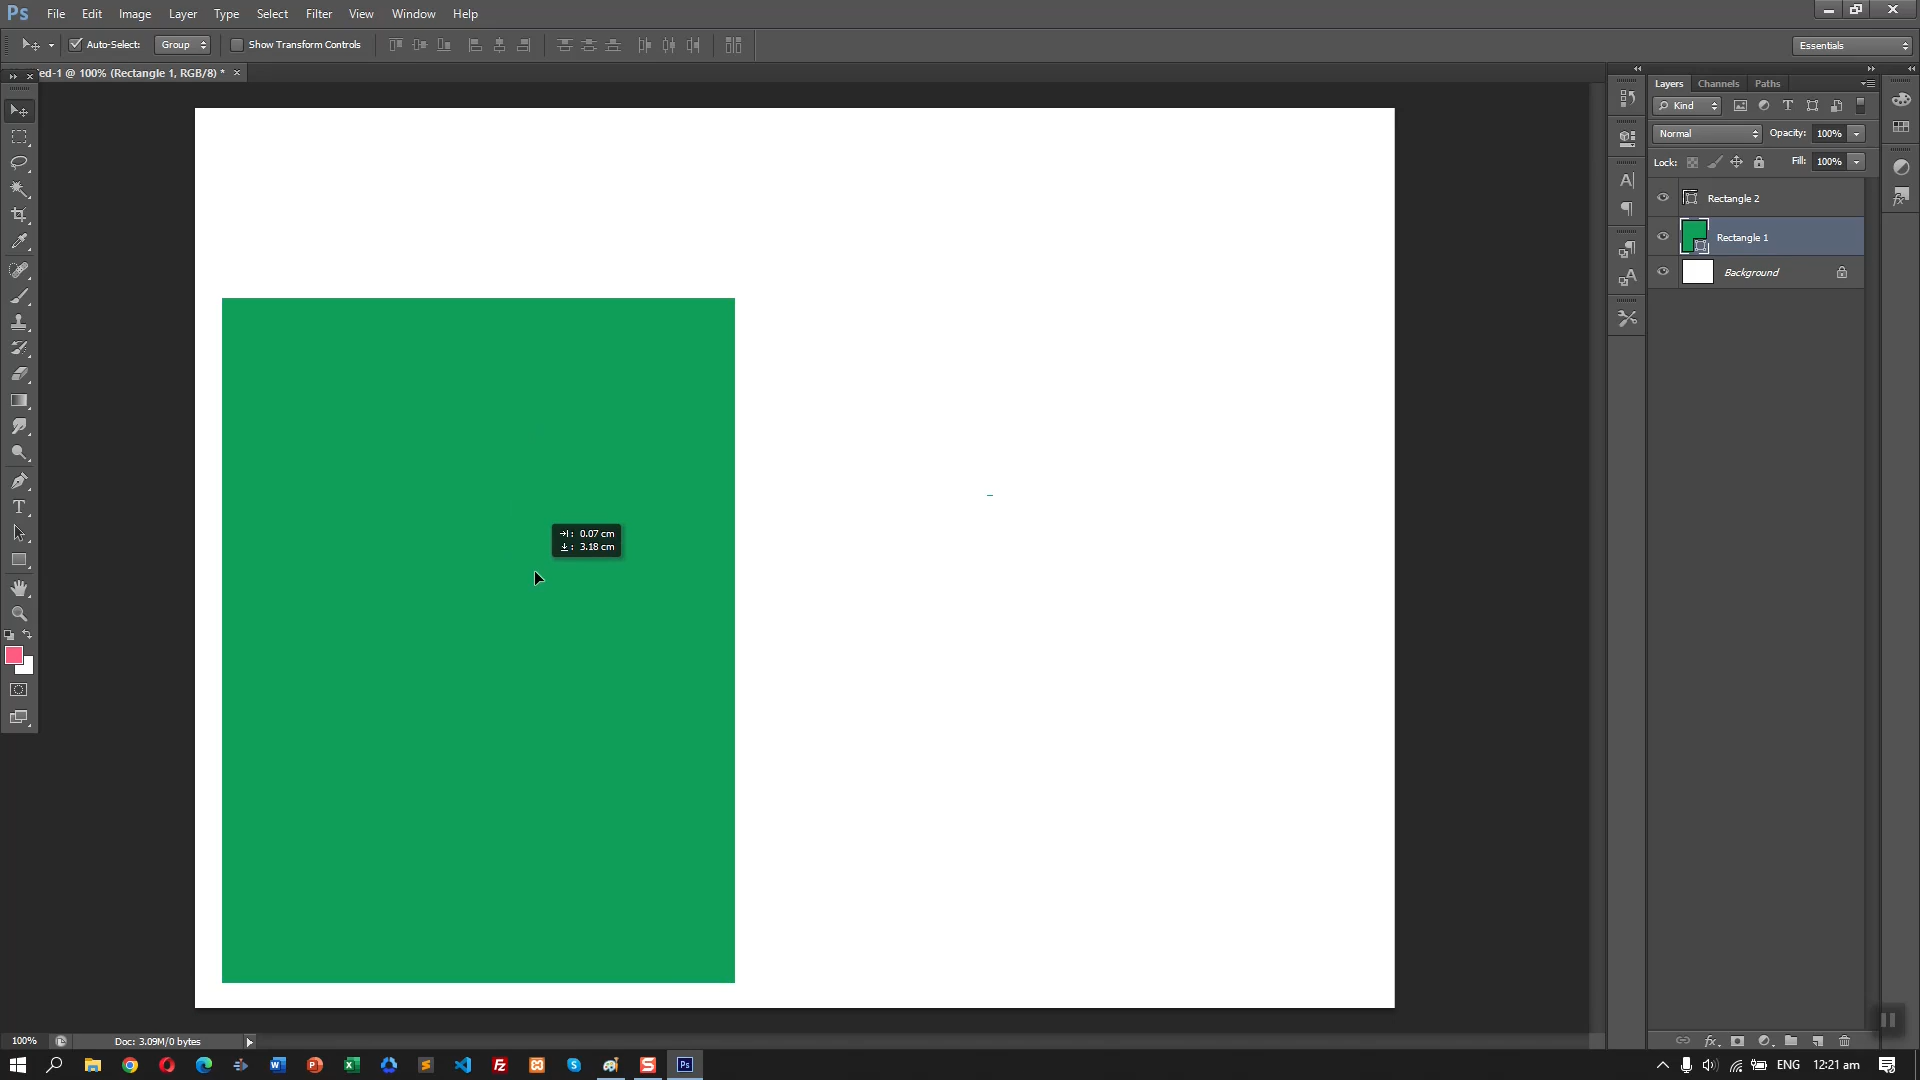 Ps File Edit Image Layer Type Select Filter Extended View Window Help
Auto-Select: Group Show Transform Controls Essentials
ed-1 @ 100% (Rectangle 1, RGB/8) * ×
Layers Channels Paths
Kind
Normal Opacity: 100%
Lock: Fill: 100%
Rectangle 2
Rectangle 1
Background
0.07 cm
3.18 cm
100% Doc: 3.09M/0 bytes
ENG 12:21 am